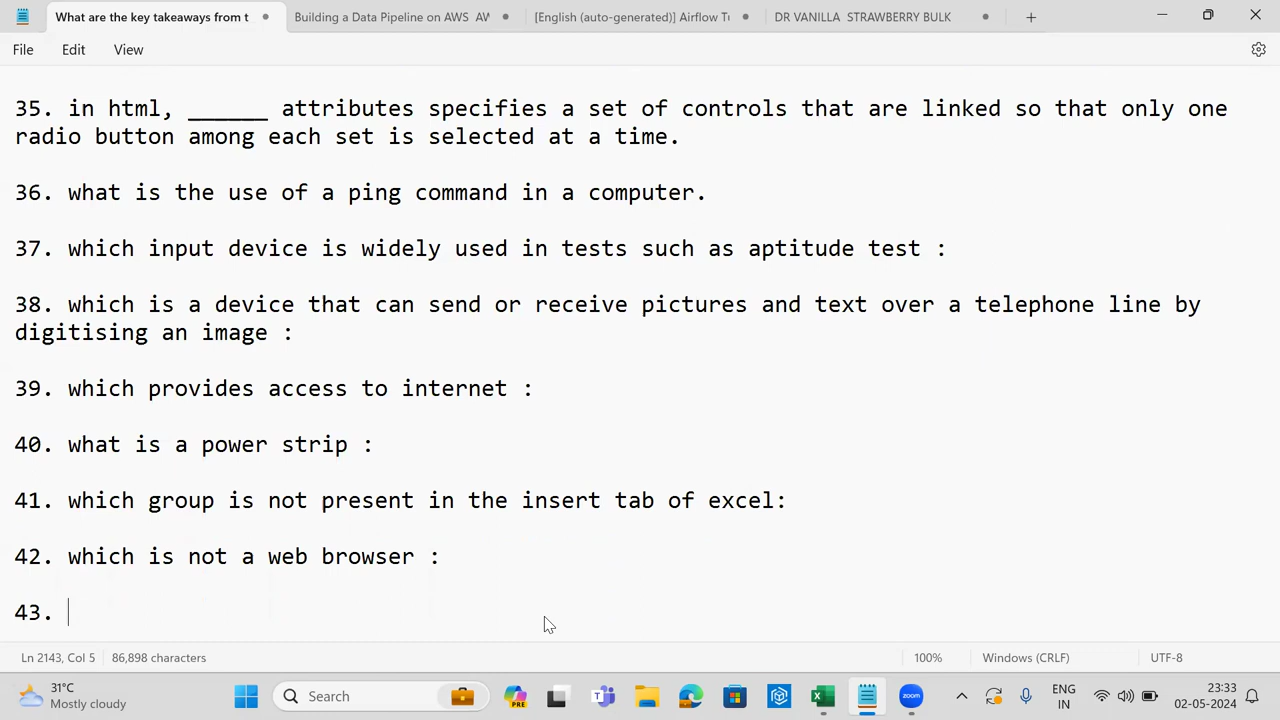 What are the key takeaways from t
Building a Data Pipeline on AWS AV
[English (auto-generated)] Airflow Tu
DR VANILLA STRAWBERRY BULK
File Edit View
35. in html, ______ attributes specifies a set of controls that are linked so that only one
radio button among each set is selected at a time.
36. what is the use of a ping command in a computer.
37. which input device is widely used in tests such as aptitude test :
38. which is a device that can send or receive pictures and text over a telephone line by
digitising an image :
39. which provides access to internet :
40. what is a power strip :
41. which group is not present in the insert tab of excel:
42. which is not a web browser :
43.
Ln 2143, Col 5 86,898 characters 100% Windows (CRLF) UTF-8
31°C
Mostly cloudy
Search
PRE
zoom
ENG
IN
23:33
02-05-2024